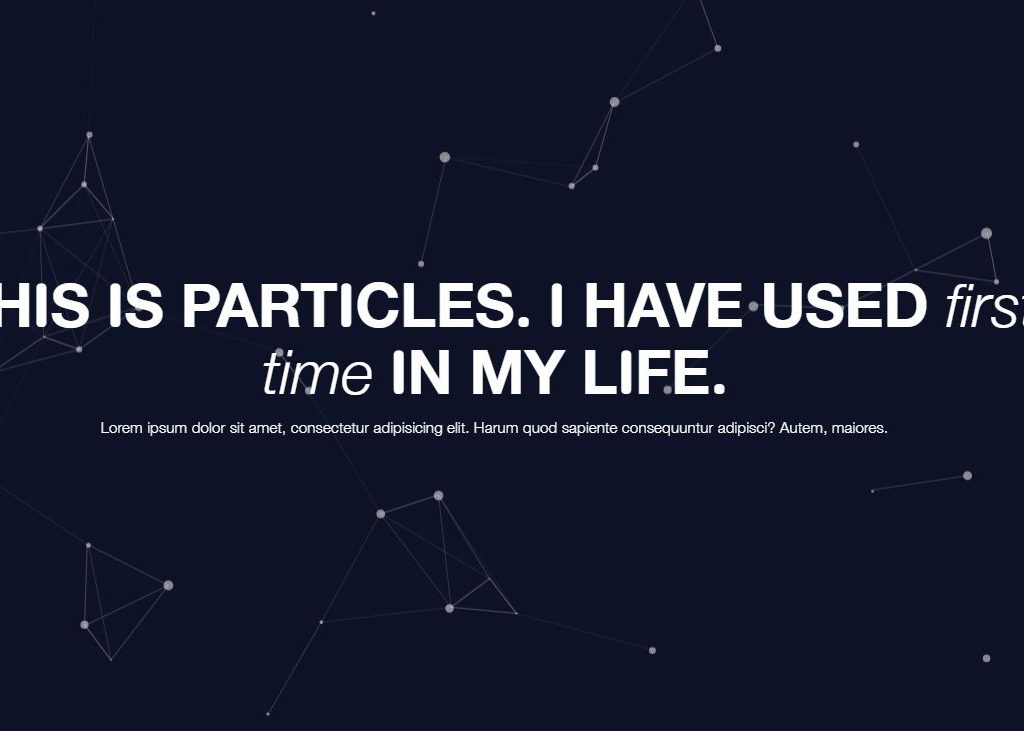 HIS IS PARTICLES. I HAVE USED first
time IN MY LIFE.
Lorem ipsum dolor sit amet, consectetur adipisicing elit. Harum quod sapiente consequuntur adipisci? Autem, maiores.